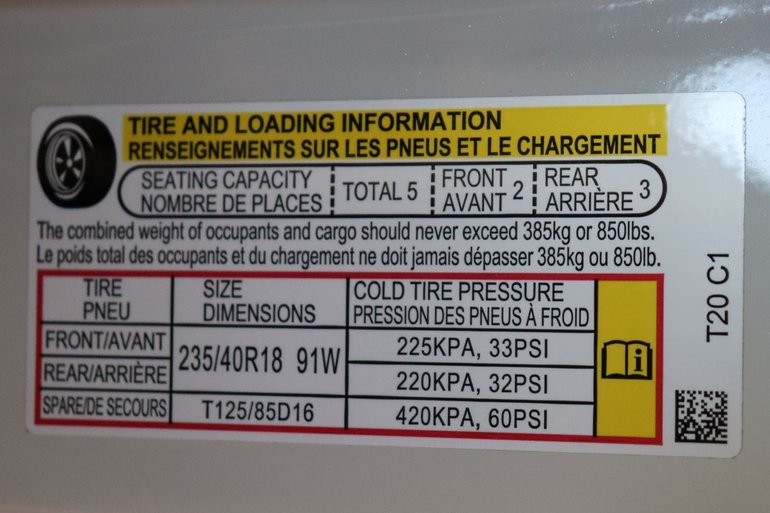 TIRE AND LOADING INFORMATION
RENSEIGNEMENTS SUR LES PNEUS ET LE CHARGEMENT
SEATING CAPACITY
NOMBRE DE PLACES
TOTAL 5
FRONT
AVANT 2
REAR
ARRIÈRE 3
The combined weight of occupants and cargo should never exceed 385kg or 850lbs.
Le poids total des occupants et du chargement ne doit jamais dépasser 385kg ou 850lb.
TIRE
PNEU
SIZE
DIMENSIONS
COLD TIRE PRESSURE
PRESSION DES PNEUS À FROID
FRONT/AVANT
235/40R18 91W
225KPA, 33PSI
REAR/ARRIÈRE
220KPA, 32PSI
SPARE/DE SECOURS
T125/85D16
420KPA, 60PSI
T20 C1